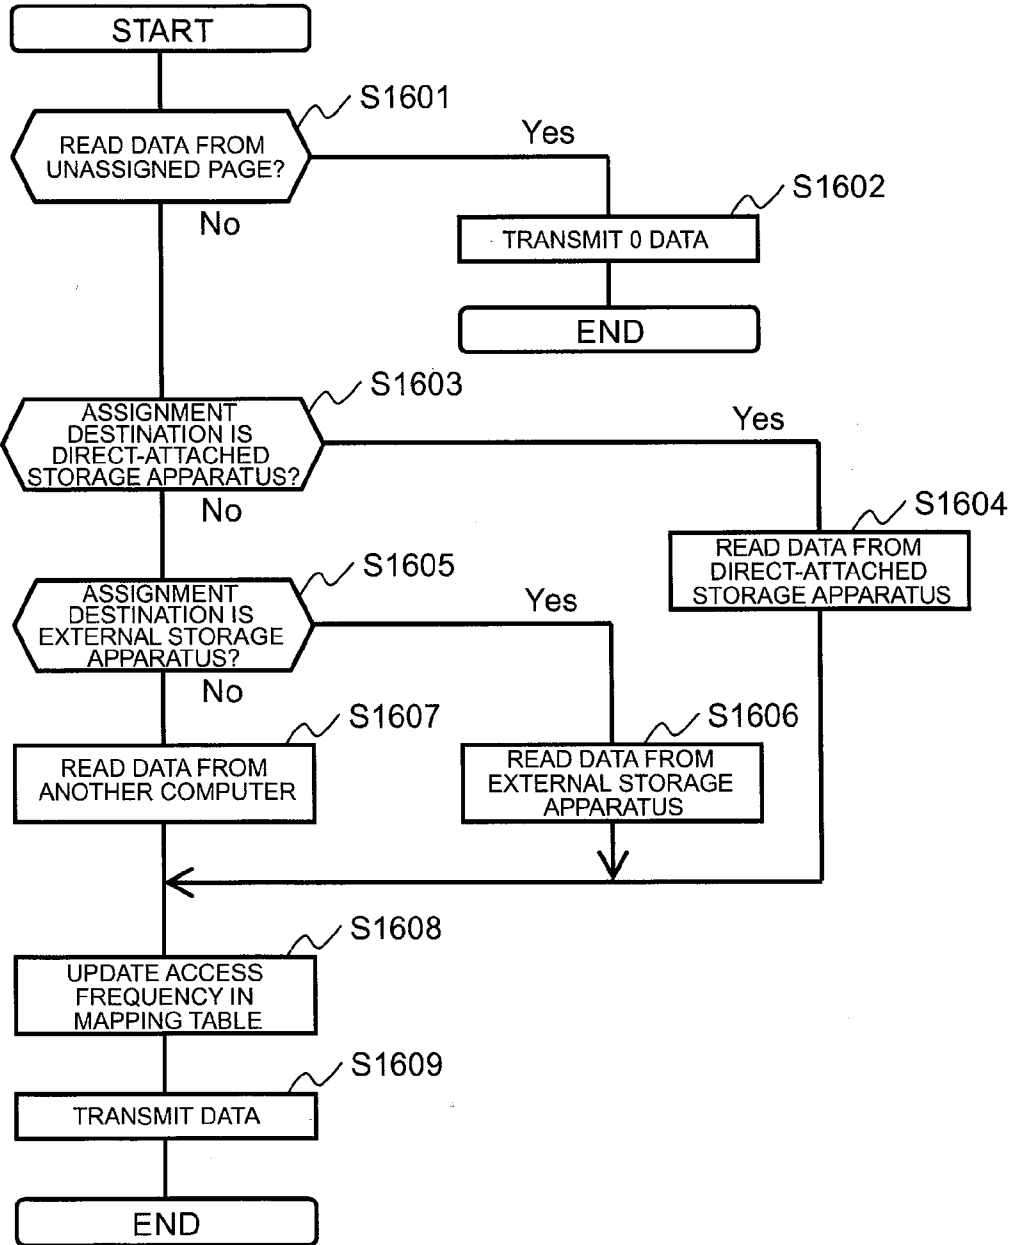 START
S1601
READ DATA FROM
UNASSIGNED PAGE?
Yes
No
S1602
TRANSMIT 0 DATA
END
S1603
ASSIGNMENT
DESTINATION IS
DIRECT-ATTACHED
STORAGE APPARATUS?
Yes
No
S1604
READ DATA FROM
DIRECT-ATTACHED
STORAGE APPARATUS
S1605
ASSIGNMENT
DESTINATION IS
EXTERNAL STORAGE
APPARATUS?
Yes
No
S1606
READ DATA FROM
EXTERNAL STORAGE
APPARATUS
S1607
READ DATA FROM
ANOTHER COMPUTER
S1608
UPDATE ACCESS
FREQUENCY IN
MAPPING TABLE
S1609
TRANSMIT DATA
END